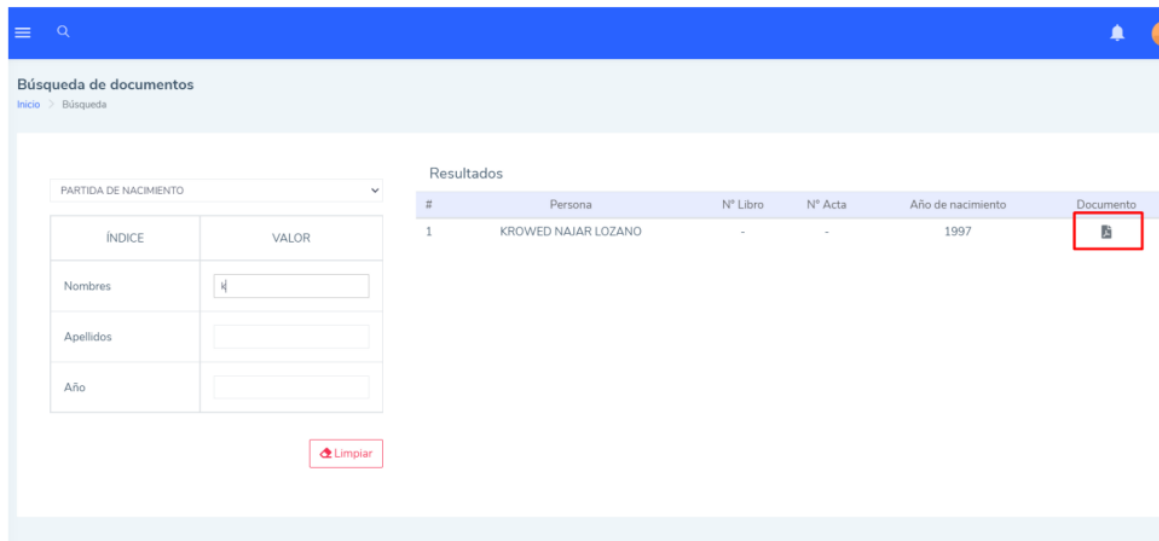 Búsqueda de documentos
Inicio > Búsqueda
PARTIDA DE NACIMIENTO
ÍNDICE VALOR
Nombres k
Apellidos
Año
Limpiar
Resultados
# Persona N° Libro N° Acta Año de nacimiento Documento
1 KROWED NAJAR LOZANO - - 1997